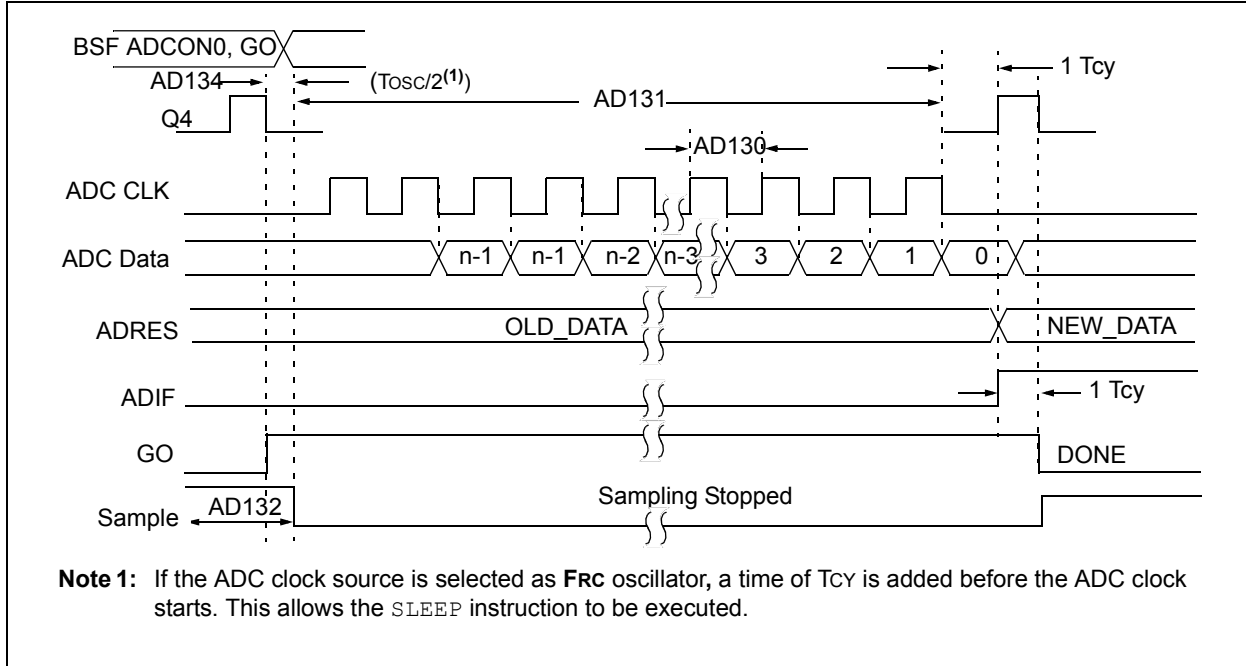 BSF ADCON0, GO
AD134 (TOSC/2(1)) 1 Tcy
AD131
Q4
AD130
ADC CLK
ADC Data n-1 n-1 n-2 n-3 3 2 1 0
ADRES OLD_DATA NEW_DATA
ADIF 1 Tcy
GO DONE
Sample AD132 Sampling Stopped
Note 1: If the ADC clock source is selected as FRC oscillator, a time of TCY is added before the ADC clock
starts. This allows the SLEEP instruction to be executed.